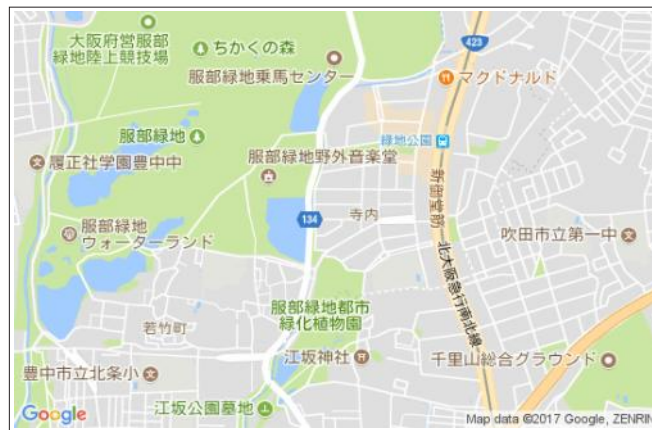 大阪府営服部
緑地陸上競技場
ちかくの森
服部緑地乗馬センター
423
マクドナルド
服部緑地
緑地公園
履正社学園豊中中
服部緑地野外音楽堂
新御堂筋
134
寺内
服部緑地
ウォーターランド
吹田市立第一中
北大阪急行南北線
服部緑地都市
緑化植物園
若竹町
江坂神社
千里山総合グラウンド
豊中市立北条小
江坂公園墓地
Google
Map data ©2017 Google, ZENRIN